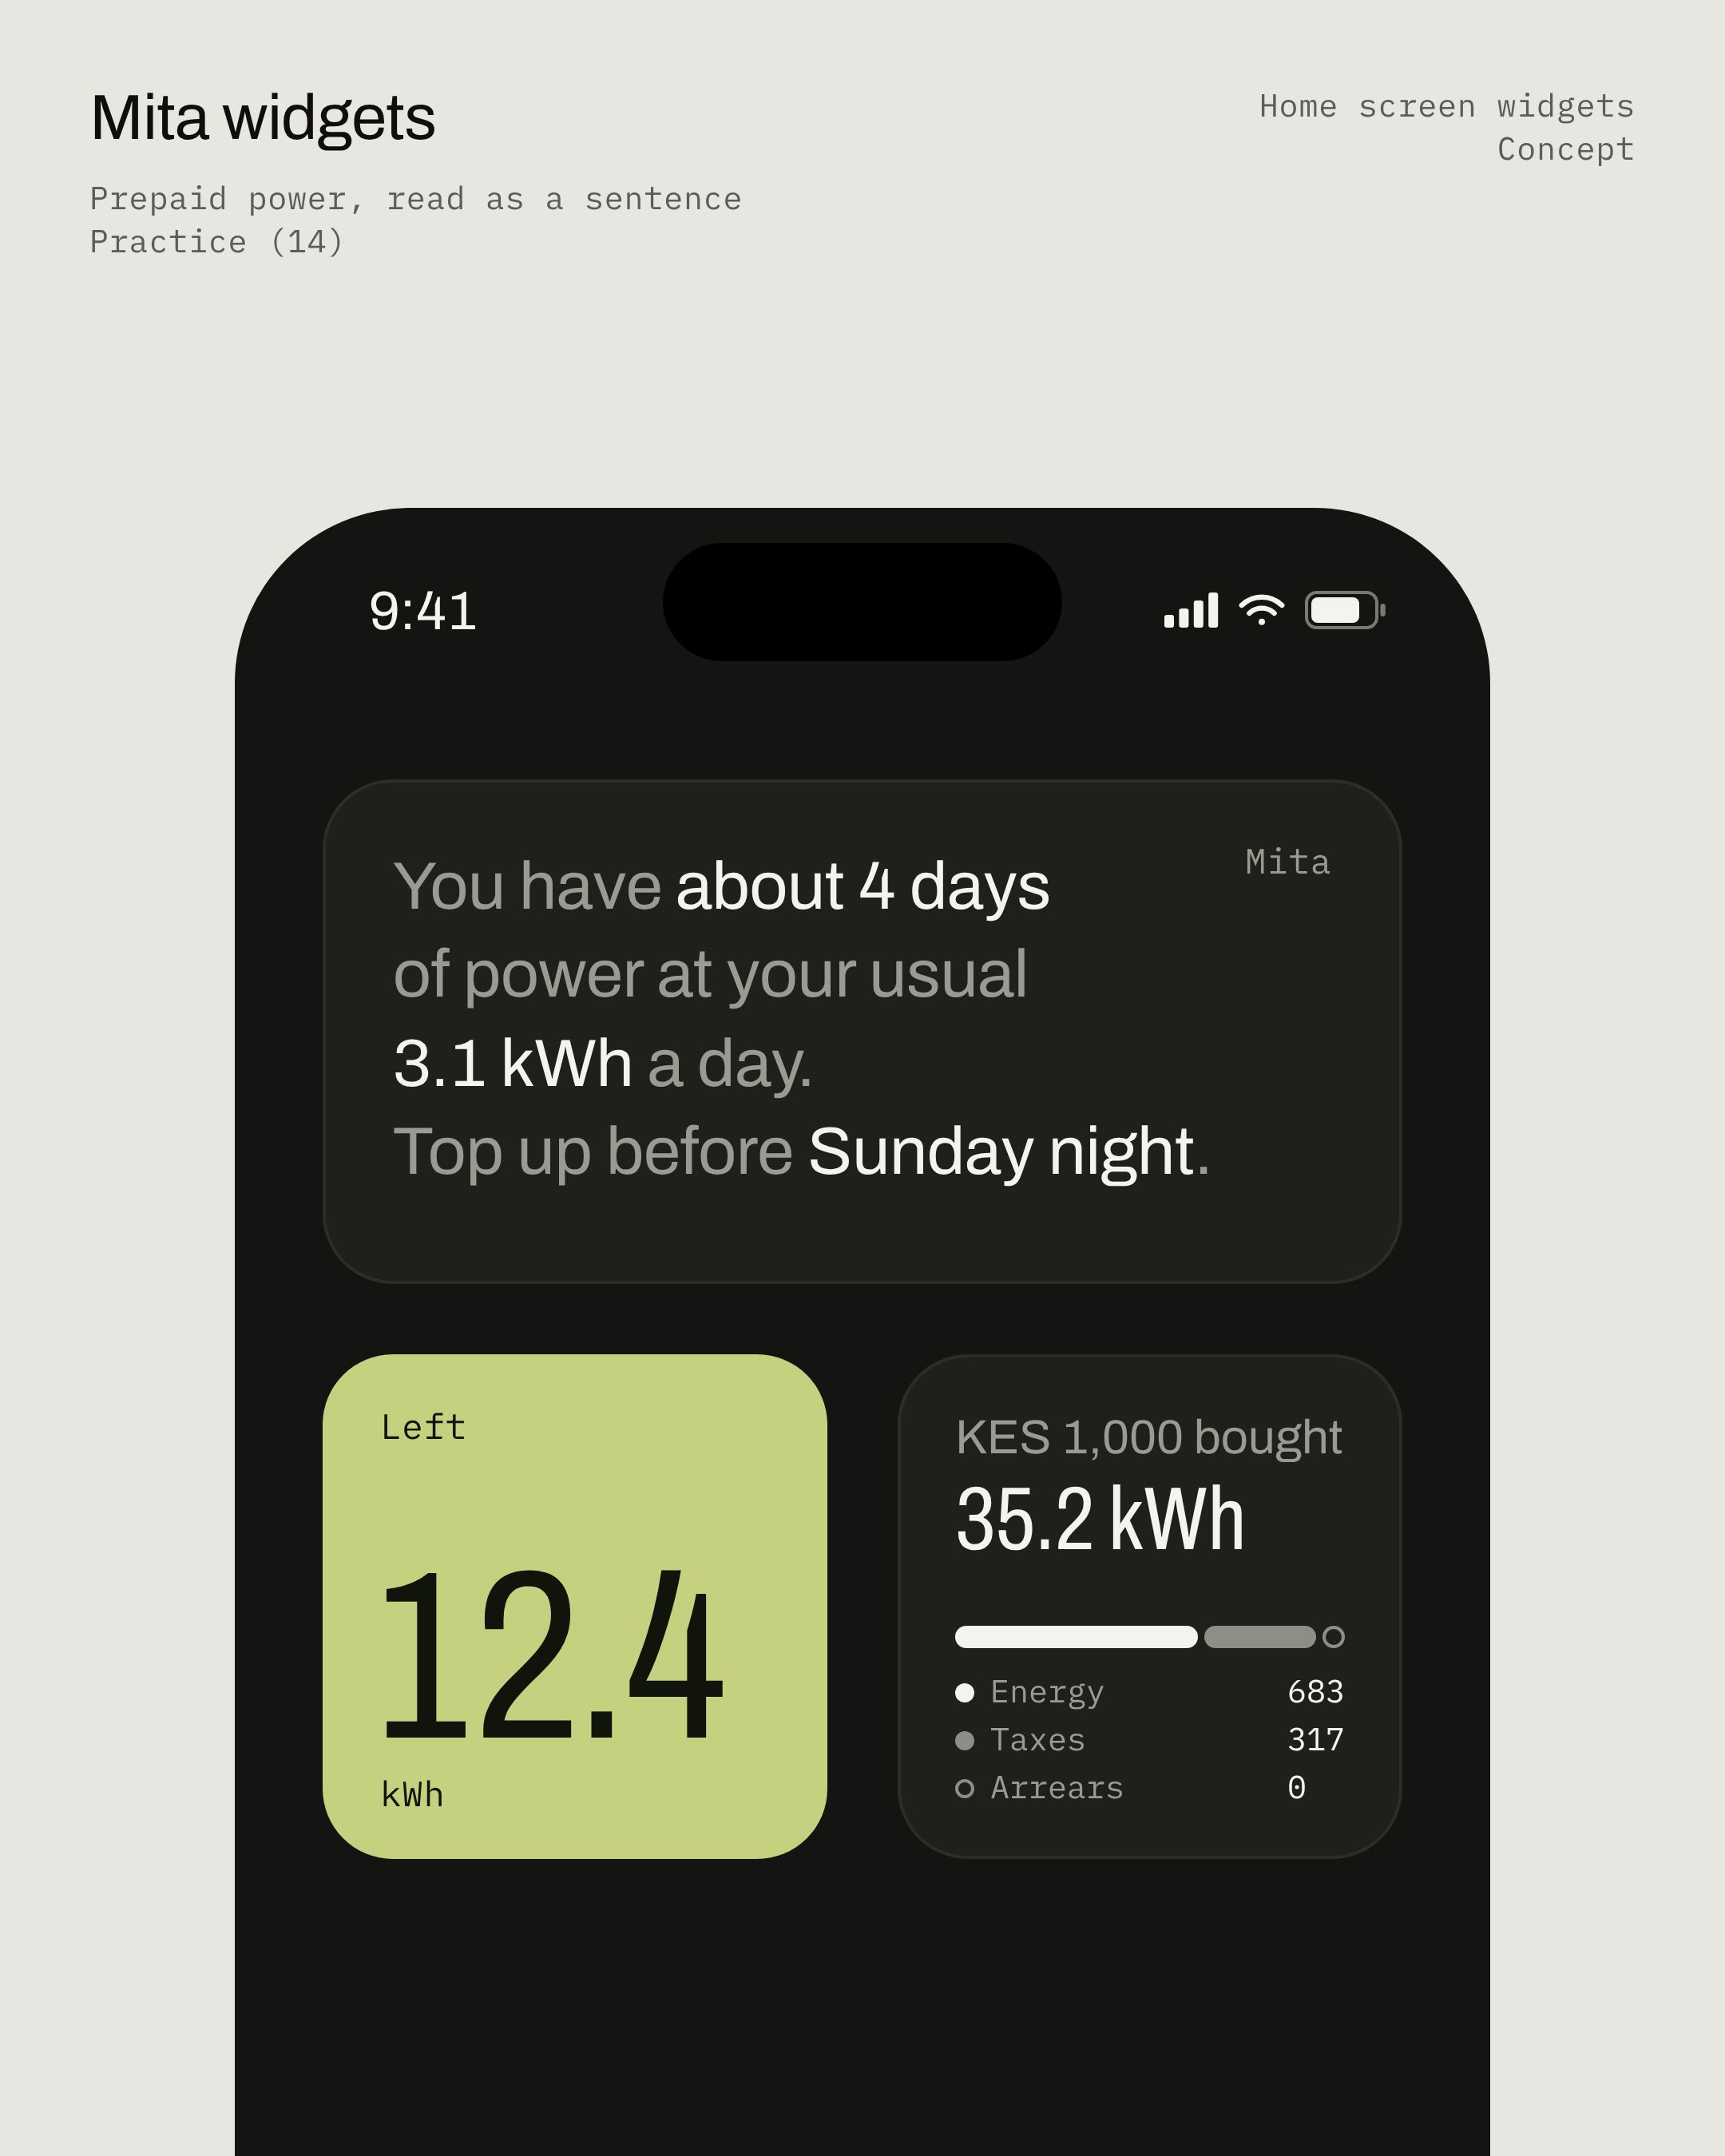 Mita widgets
Prepaid power, read as a sentence
Practice (14)
Home screen widgets
Concept
9:41
Mita
You have about 4 days
of power at your usual
3.1 kWh a day.
Top up before Sunday night.
Left
12.4
kWh
KES 1,000 bought
35.2 kWh
Energy 683
Taxes 317
Arrears 0